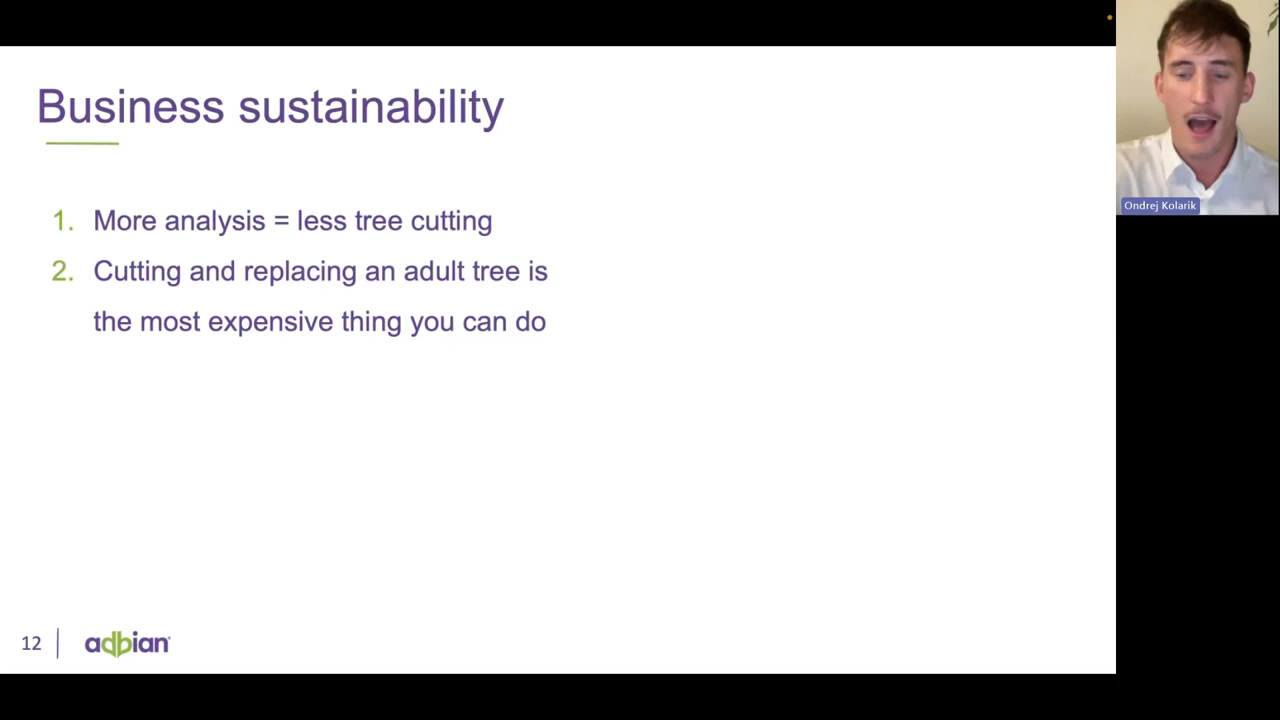 Business sustainability
1. More analysis = less tree cutting
2. Cutting and replacing an adult tree is
the most expensive thing you can do
12
adbian
Ondrej Kolarik